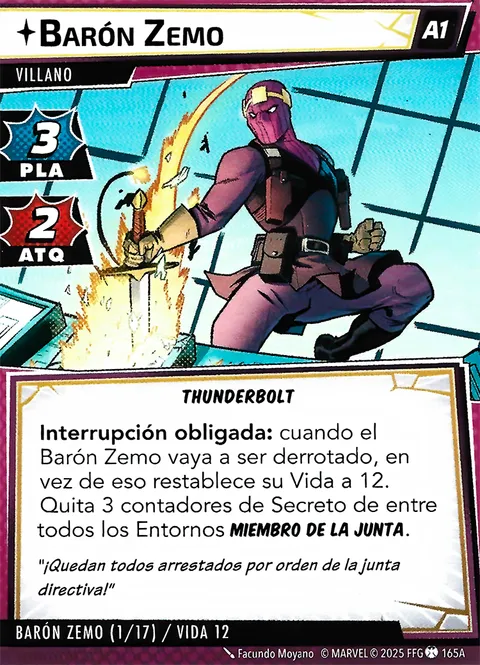 BARÓN ZEMO
A1
VILLANO
3
PLA
2
ATQ
THUNDERBOLT
Interrupción obligada: cuando el
Barón Zemo vaya a ser derrotado, en
vez de eso restablece su Vida a 12.
Quita 3 contadores de Secreto de entre
todos los Entornos MIEMBRO DE LA JUNTA.
"¡Quedan todos arrestados por orden de la junta
directiva!"
BARÓN ZEMO (1/17) / VIDA 12
Facundo Moyano © MARVEL © 2025 FFG 165A